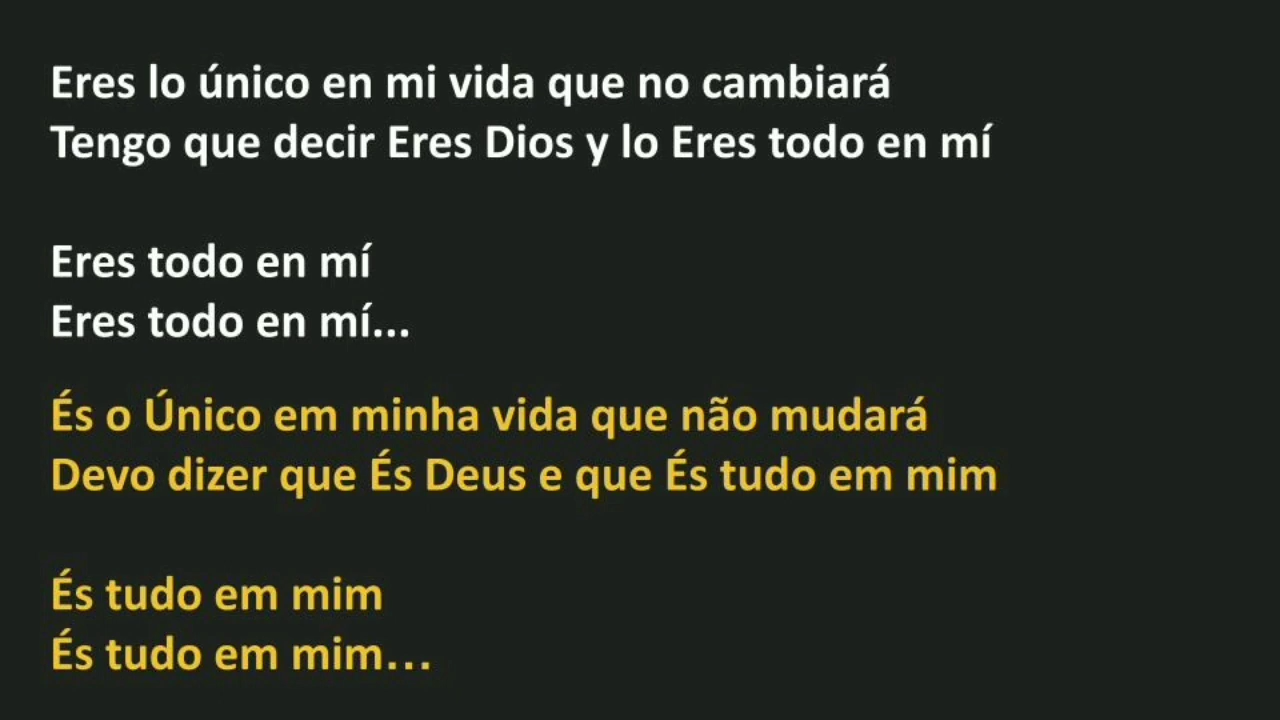 Eres lo único en mi vida que no cambiará
Tengo que decir Eres Dios y lo Eres todo en mí
Eres todo en mí
Eres todo en mí...
És o Único em minha vida que não mudará
Devo dizer que És Deus e que És tudo em mim
És tudo em mim
És tudo em mim...